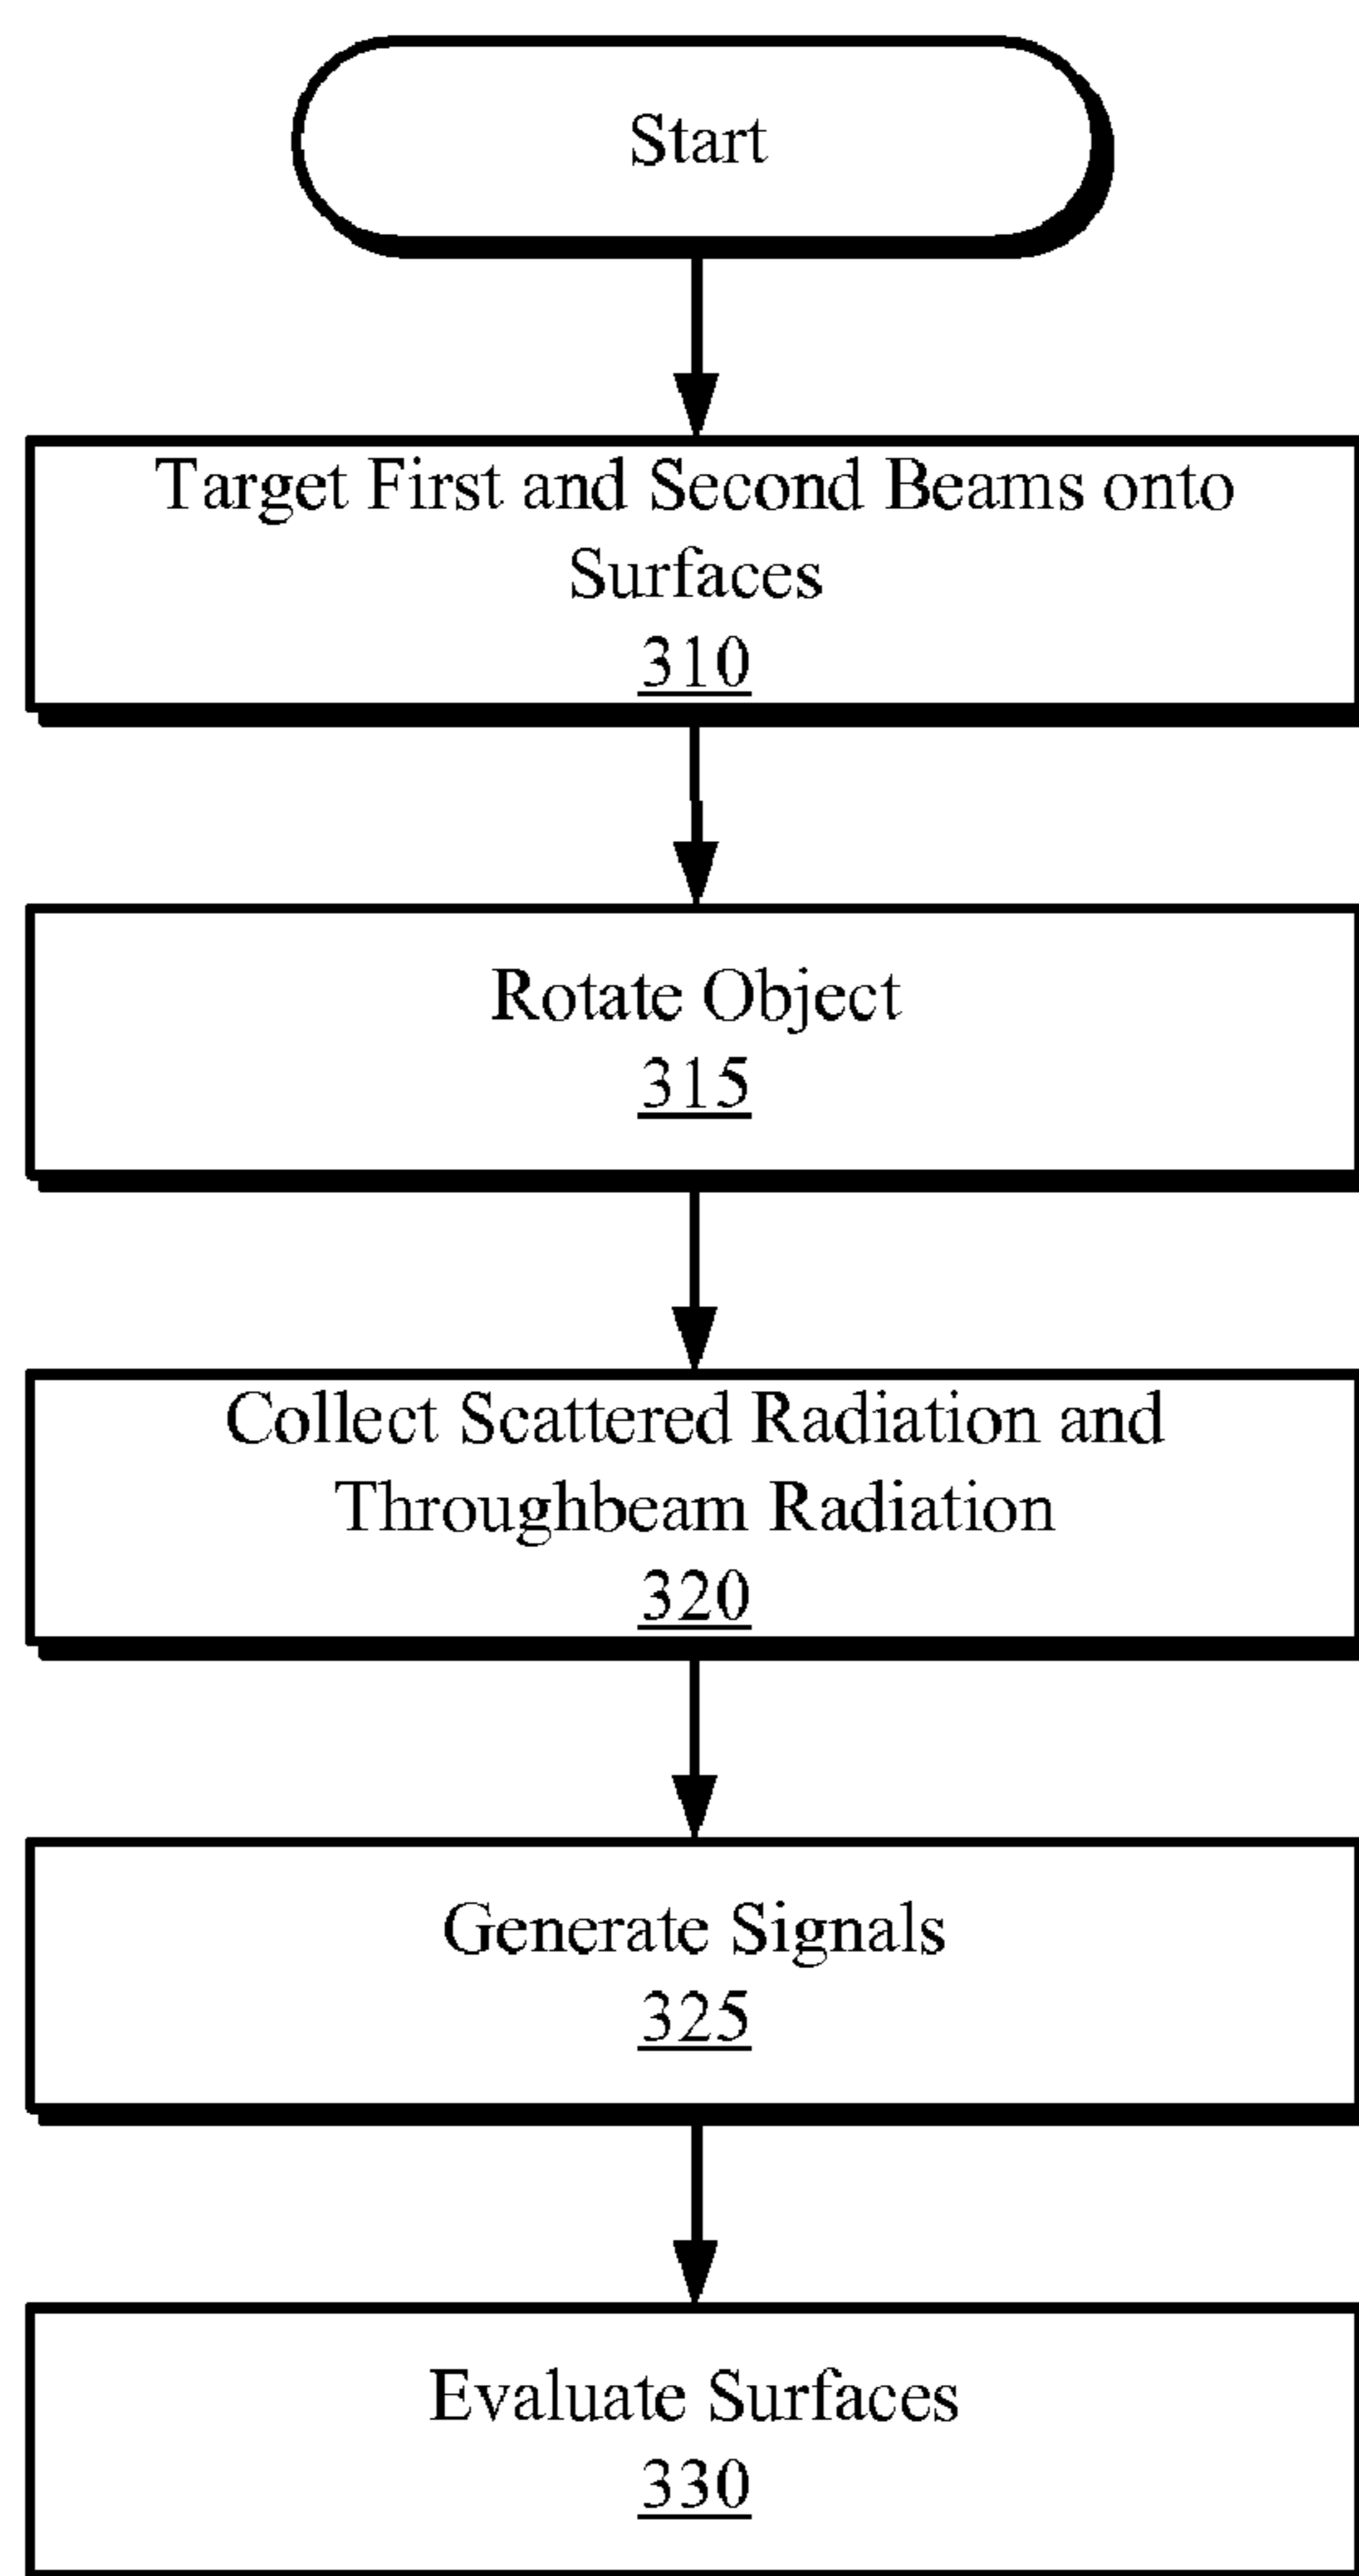 Start
Target First and Second Beams onto
Surfaces
310
Rotate Object
315
Collect Scattered Radiation and
Throughbeam Radiation
320
Generate Signals
325
Evaluate Surfaces
330